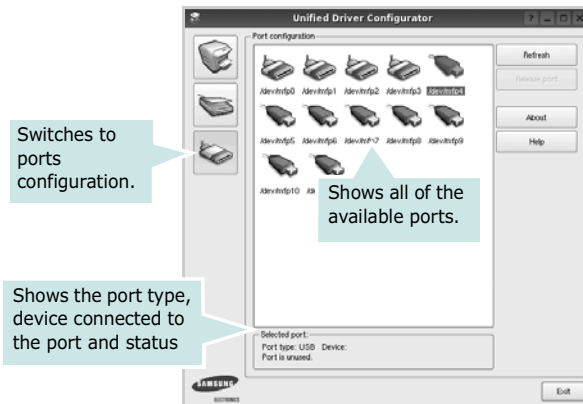 Unified Driver Configurator
Port configuration
Refresh
Release port
About
Help
/dev/mfp0 /dev/mfp1 /dev/mfp2 /dev/mfp3 /dev/mfp4
/dev/mfp5 /dev/mfp6 /dev/mfp7 /dev/mfp8 /dev/mfp9
/dev/mfp10
Switches to
ports
configuration.
Shows all of the
available ports.
Shows the port type,
device connected to
the port and status
Selected port:
Port type: USB Device:
Port is unused.
SAMSUNG
ELECTRONICS
Exit